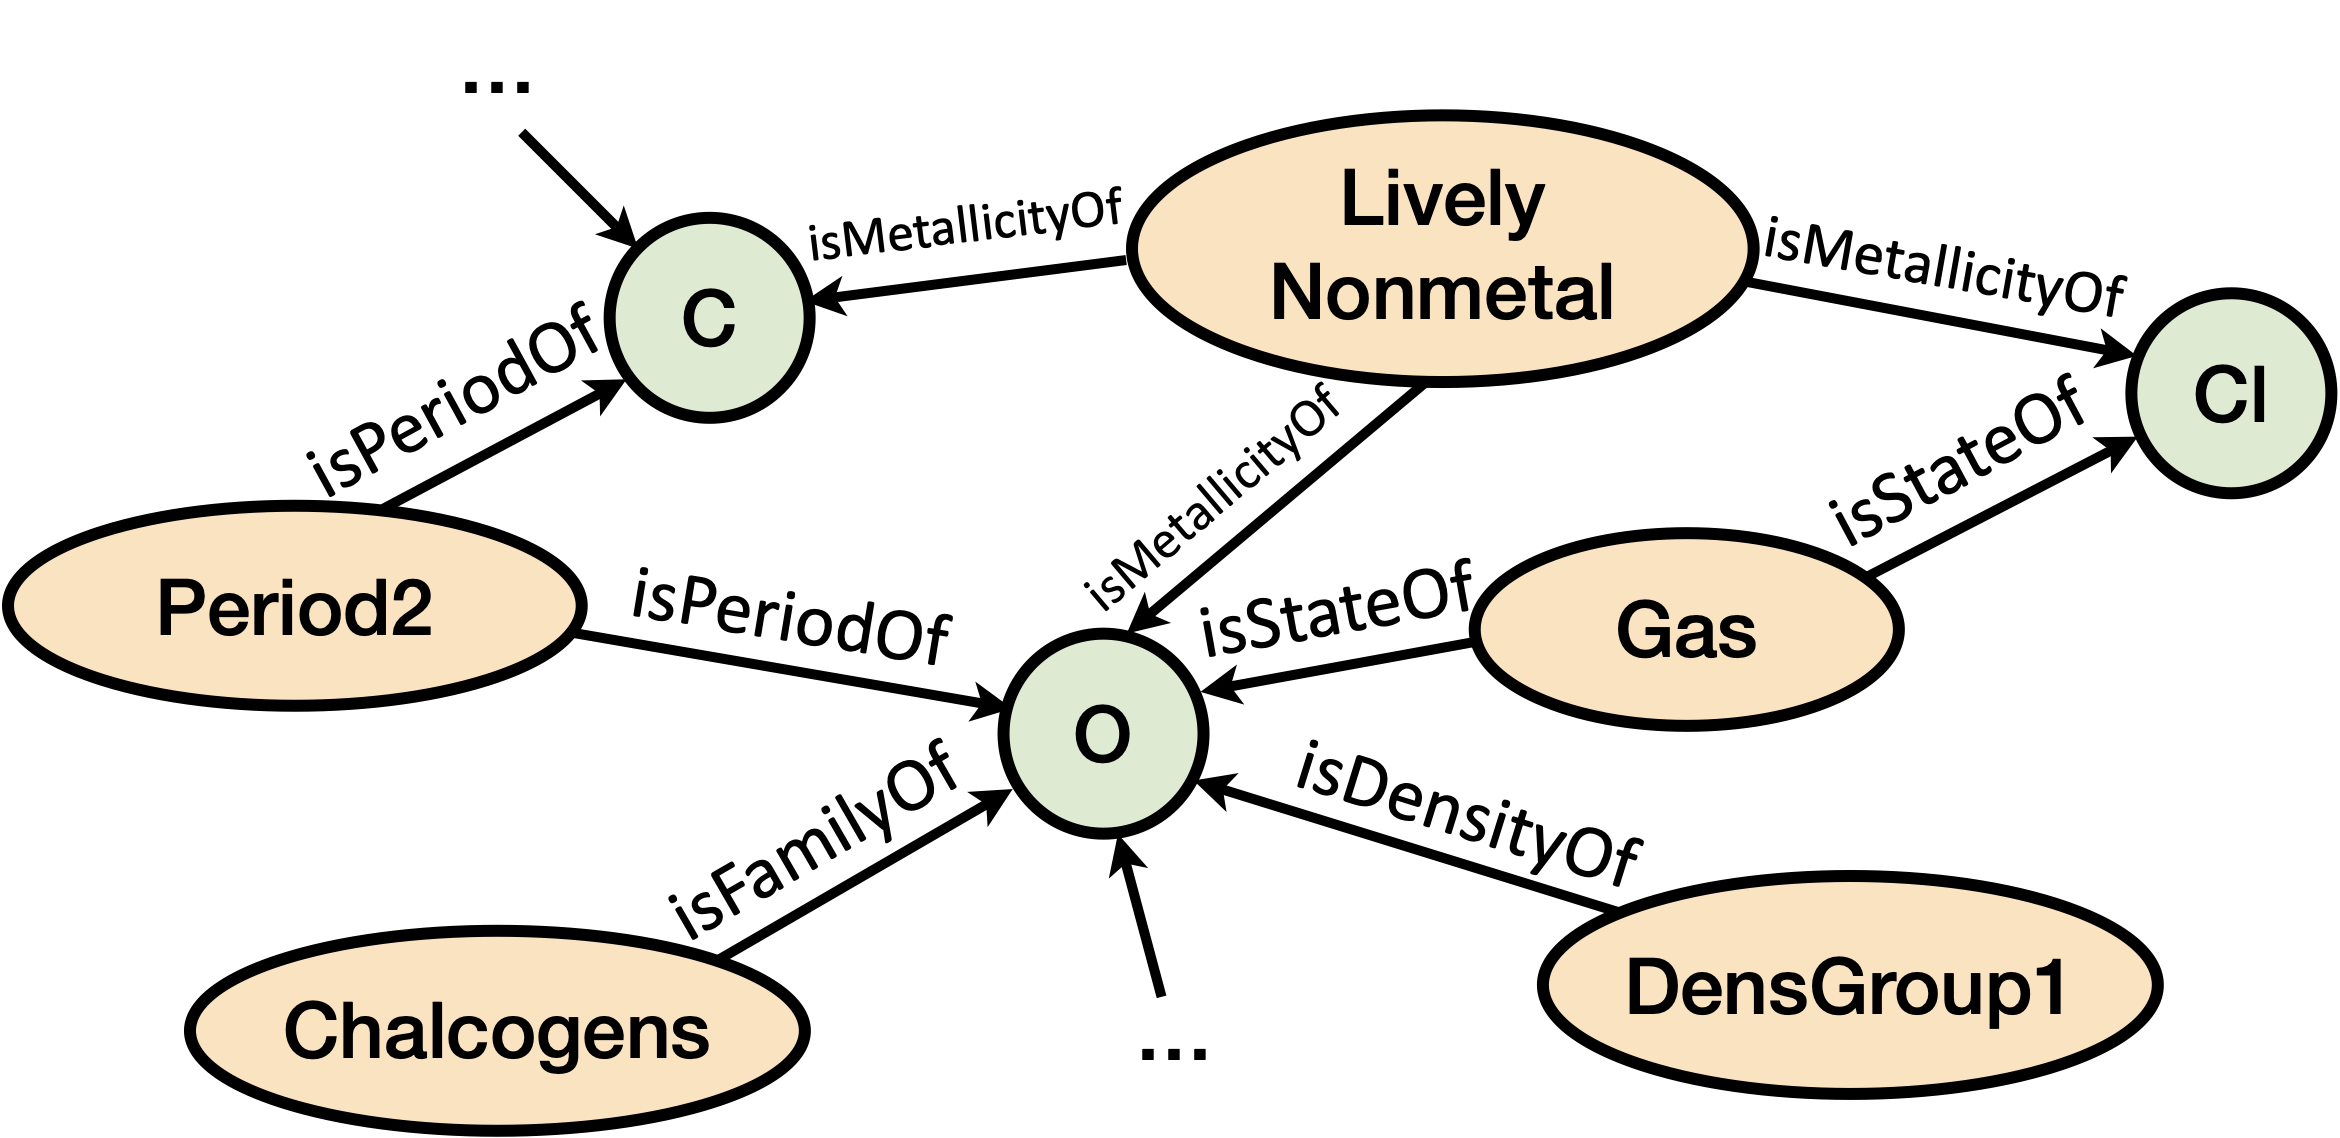 ...
Lively
Nonmetal
isMetallicityOf
isMetallicityOf
C
Cl
isPeriodOf
isMetallicityOf
isStateOf
Period2
isPeriodOf
isStateOf
Gas
O
isFamilyOf
isDensityOf
Chalcogens
...
DensGroup1